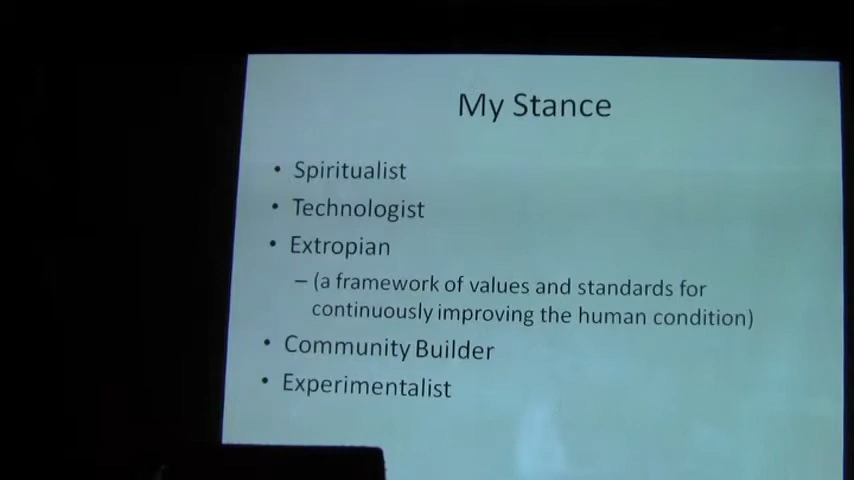 My Stance
• Spiritualist
• Technologist
• Extropian
– (a framework of values and standards for
continuously improving the human condition)
• Community Builder
• Experimentalist